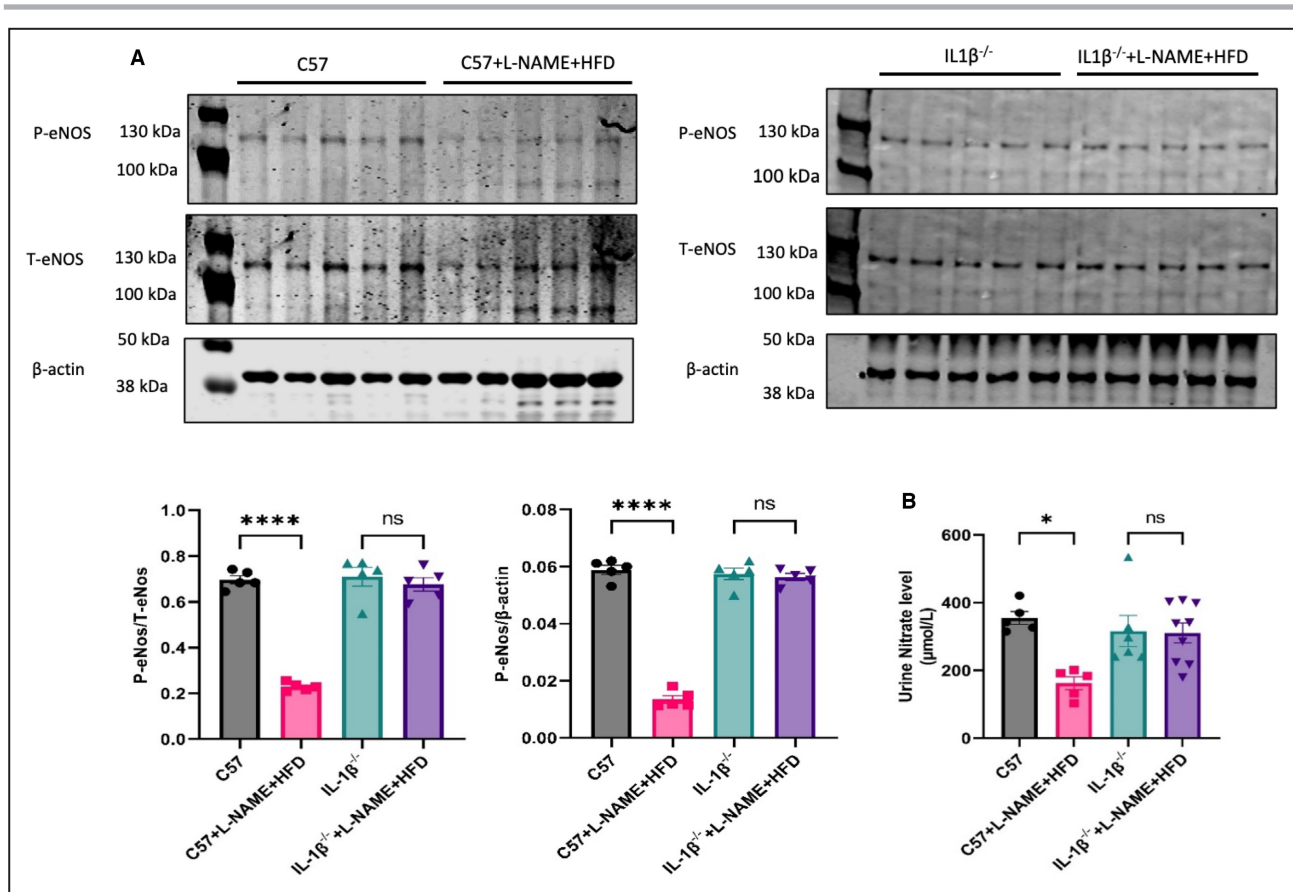 A
C57
C57+L-NAME+HFD
P-eNOS
130 kDa
100 kDa
T-eNOS
130 kDa
100 kDa
β-actin
50 kDa
38 kDa
IL1β⁻/⁻
IL1β⁻/⁻+L-NAME+HFD
P-eNOS
130 kDa
100 kDa
T-eNOS
130 kDa
100 kDa
β-actin
50 kDa
38 kDa
P-eNos/T-eNos
1.0
0.8
0.6
0.4
0.2
0.0
****
ns
C57
C57+L-NAME+HFD
IL-1β⁻/⁻
IL-1β⁻/⁻+L-NAME+HFD
P-eNos/β-actin
0.08
0.06
0.04
0.02
0.00
****
ns
C57
C57+L-NAME+HFD
IL-1β⁻/⁻
IL-1β⁻/⁻+L-NAME+HFD
B
Urine Nitrate level
(µmol/L)
600
400
200
0
*
ns
C57
C57+L-NAME+HFD
IL-1β⁻/⁻
IL-1β⁻/⁻+L-NAME+HFD